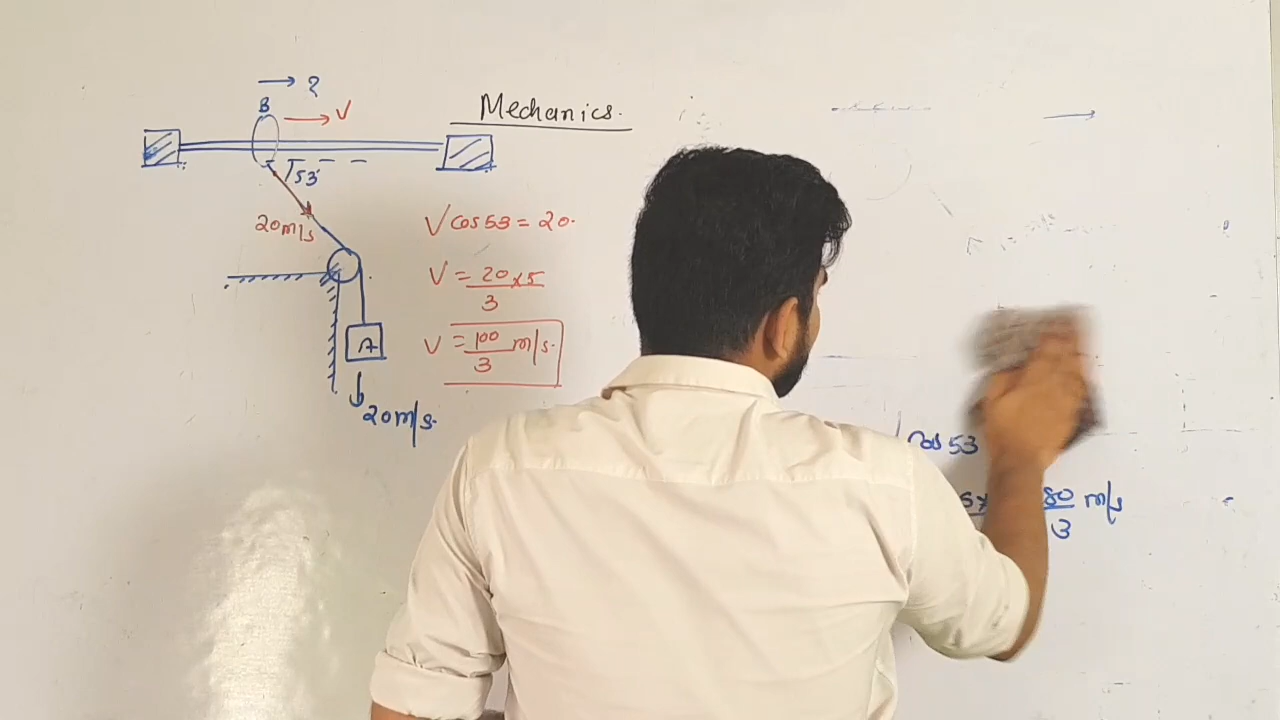 → ?
B
→ V
Mechanics.
53°
20m/s
V cos 53 = 20.
V = 20 x 5
3
V = 100 m/s.
3
A
20m/s.
cos 53
80 m/s
3